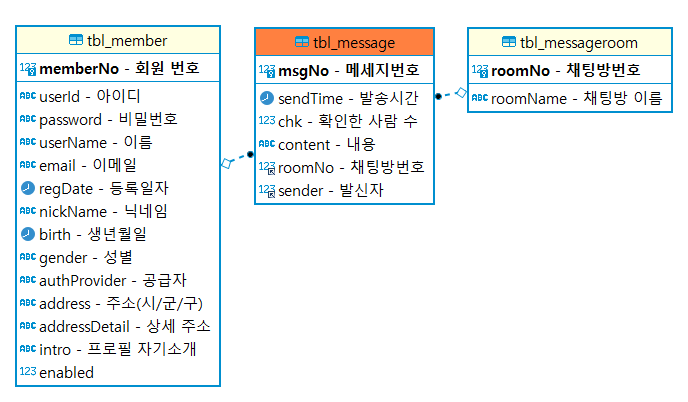 tbl_member
123 memberNo - 회원 번호
ABC userId - 아이디
ABC password - 비밀번호
ABC userName - 이름
ABC email - 이메일
regDate - 등록일자
ABC nickName - 닉네임
birth - 생년월일
ABC gender - 성별
ABC authProvider - 공급자
ABC address - 주소(시/군/구)
ABC addressDetail - 상세 주소
ABC intro - 프로필 자기소개
123 enabled
tbl_message
123 msgNo - 메세지번호
sendTime - 발송시간
123 chk - 확인한 사람 수
ABC content - 내용
123 roomNo - 채팅방번호
123 sender - 발신자
tbl_messageroom
123 roomNo - 채팅방번호
ABC roomName - 채팅방 이름